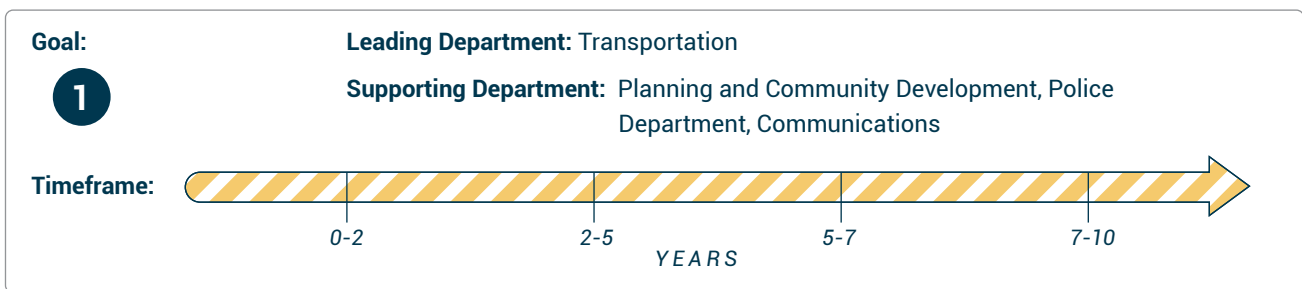 Goal:
Leading Department: Transportation
1
Supporting Department: Planning and Community Development, Police
Department, Communications
Timeframe:
0-2
2-5
5-7
7-10
YEARS